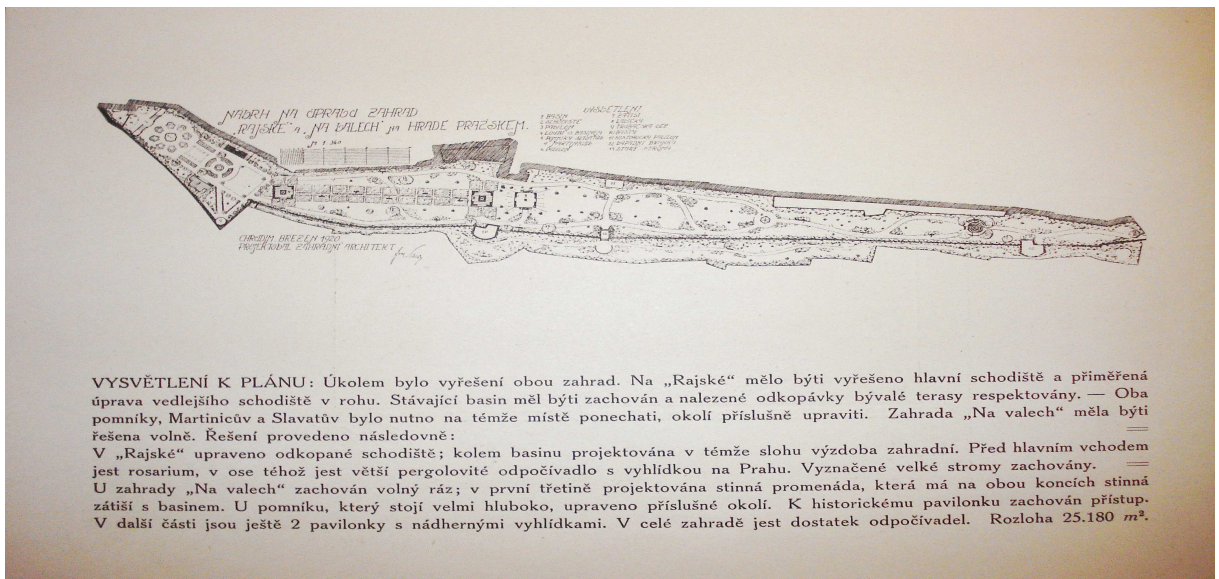 NÁVRH NA ÚPRAVU ZAHRAD
„RAJSKÉ“ A „NA VALECH“ NA HRADĚ PRAŽSKÉM.
VYSVĚTLENÍ
CHRUDIM, BŘEZEN 1920
PROJEKTOVAL ZAHRADNÍ ARCHITEKT
VYSVĚTLENÍ K PLÁNU: Úkolem bylo vyřešení obou zahrad. Na „Rajské“ mělo býti vyřešeno hlavní schodiště a přiměřená
úprava vedlejšího schodiště v rohu. Stávající basin měl býti zachován a nalezené odkopávky bývalé terasy respektovány. — Oba
pomníky, Martinicův a Slavatův bylo nutno na témže místě ponechati, okolí příslušně upraviti. Zahrada „Na valech“ měla býti
řešena volně. Řešení provedeno následovně:
V „Rajské“ upraveno odkopané schodiště; kolem basinu projektována v témže slohu výzdoba zahradní. Před hlavním vchodem
jest rosarium, v ose téhož jest větší pergolovité odpočívadlo s vyhlídkou na Prahu. Vyznačené velké stromy zachovány.
U zahrady „Na valech“ zachován volný ráz; v první třetině projektována stinná promenáda, která má na obou koncích stinná
zátiší s basinem. U pomníku, který stojí velmi hluboko, upraveno příslušné okolí. K historickému pavilonku zachován přístup.
V další části jsou ještě 2 pavilonky s nádhernými vyhlídkami. V celé zahradě jest dostatek odpočívadel. Rozloha 25.180 m².